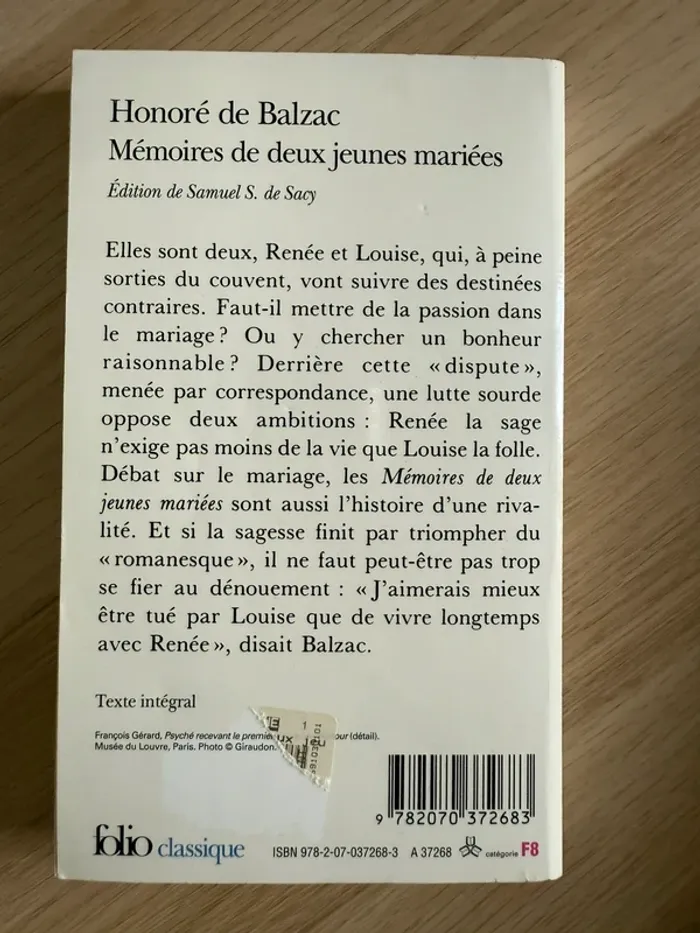 Honoré de Balzac
Mémoires de deux jeunes mariées
Édition de Samuel S. de Sacy
Elles sont deux, Renée et Louise, qui, à peine
sorties du couvent, vont suivre des destinées
contraires. Faut-il mettre de la passion dans
le mariage ? Ou y chercher un bonheur
raisonnable ? Derrière cette « dispute »,
menée par correspondance, une lutte sourde
oppose deux ambitions : Renée la sage
n'exige pas moins de la vie que Louise la folle.
Débat sur le mariage, les Mémoires de deux
jeunes mariées sont aussi l'histoire d'une riva-
lité. Et si la sagesse finit par triompher du
« romanesque », il ne faut peut-être pas trop
se fier au dénouement : « J'aimerais mieux
être tué par Louise que de vivre longtemps
avec Renée », disait Balzac.
Texte intégral
François Gérard, Psyché recevant le premier (détail).
Musée du Louvre, Paris. Photo © Giraudon.
9 782070 372683
folio classique
ISBN 978-2-07-037268-3 A 37268 catégorie F8